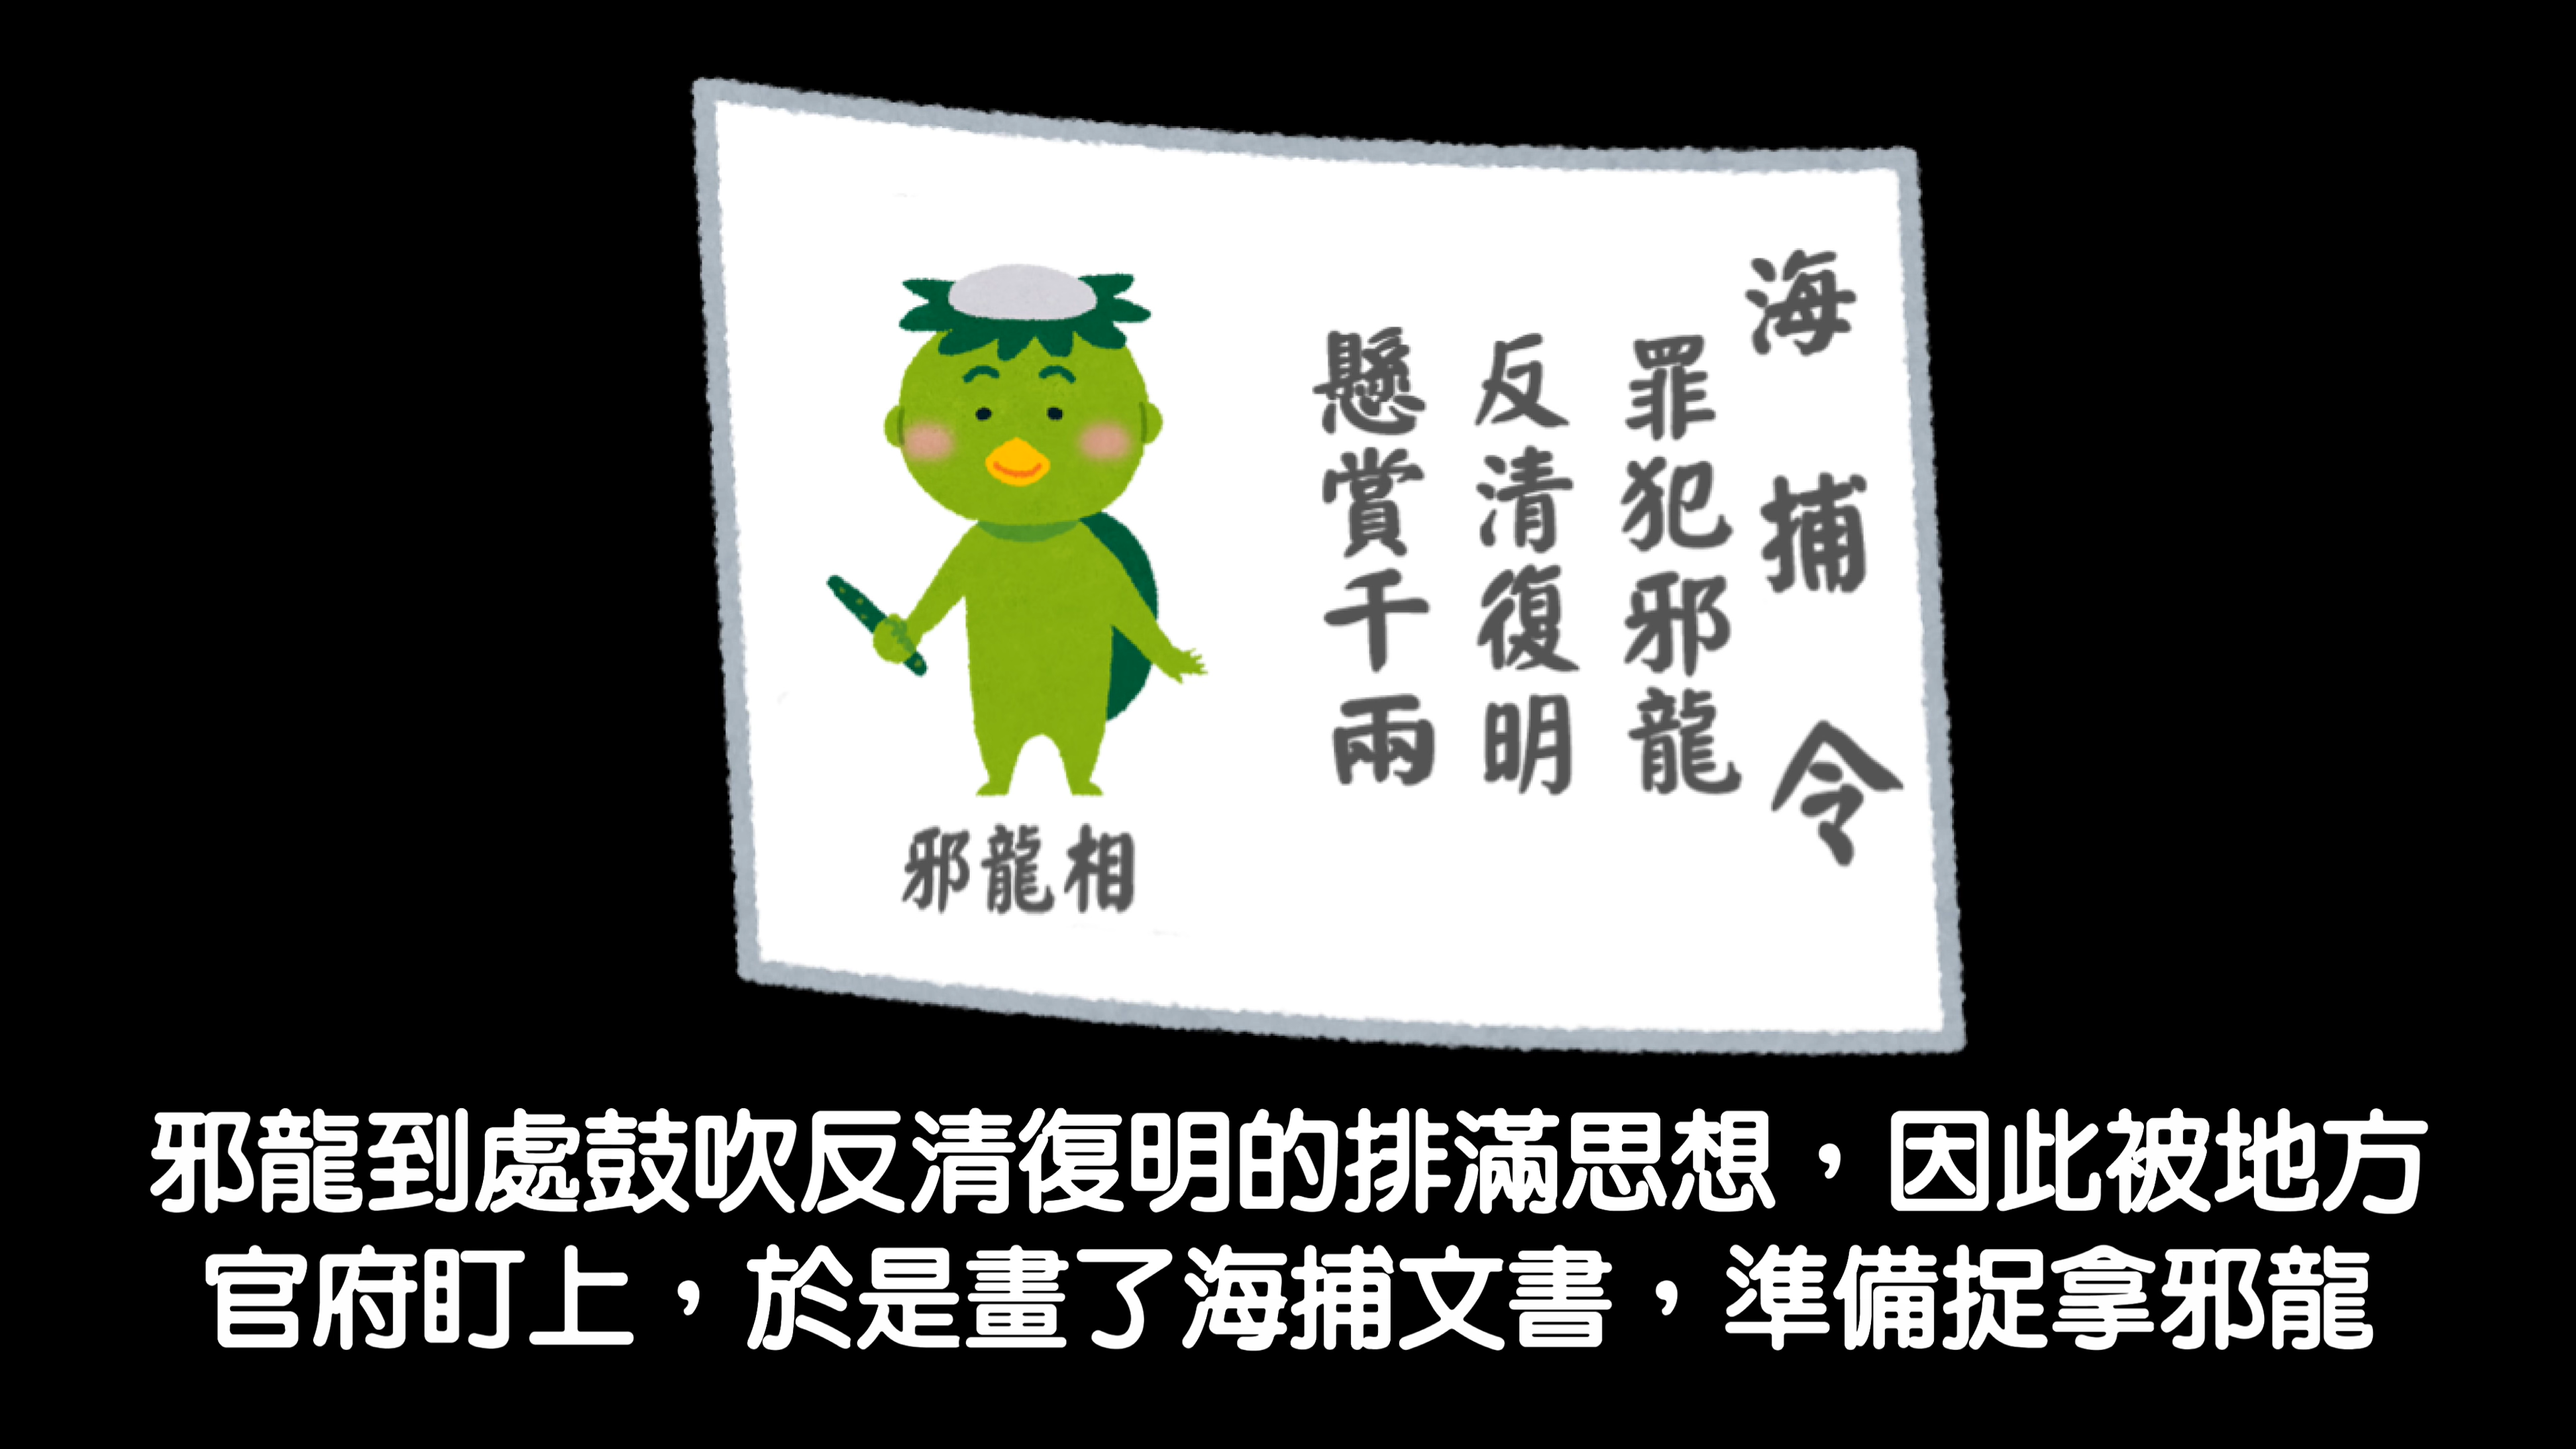 海捕令
罪犯邪龍
反清復明
懸賞千兩
邪龍相
邪龍到處鼓吹反清復明的排滿思想，因此被地方
官府盯上，於是畫了海捕文書，準備捉拿邪龍